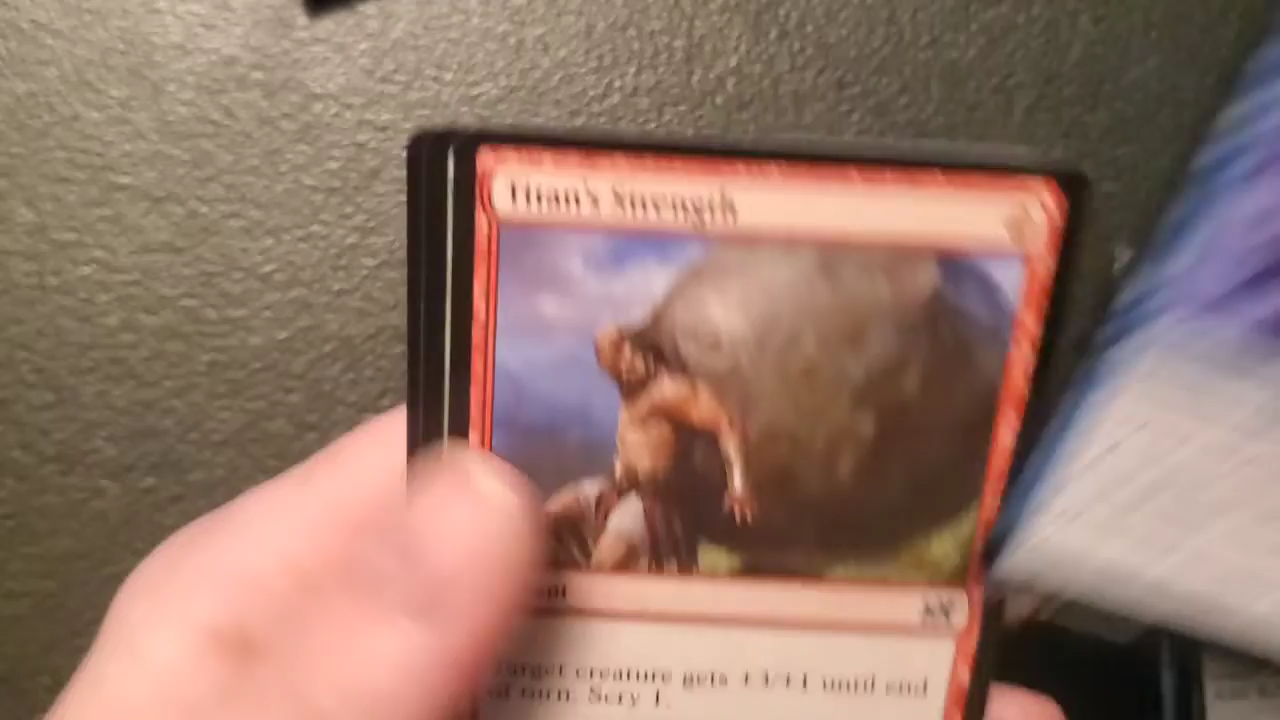 Titan's Strength
Target creature gets +3/+1 until end
of turn. Scry 1.